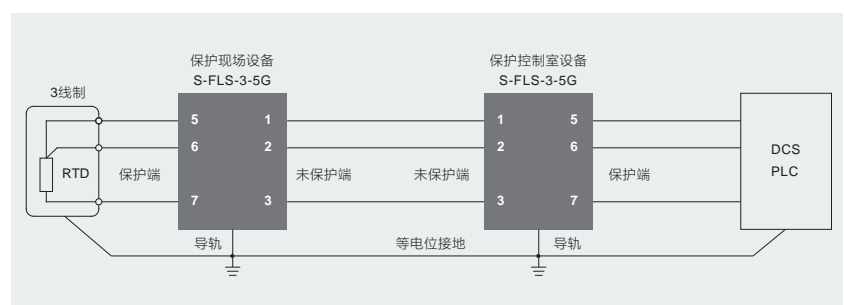 保护现场设备
S-FLS-3-5G
保护控制室设备
S-FLS-3-5G
3线制
5 1
1 5
6 2
2 6
DCS
PLC
RTD
保护端
未保护端
未保护端
保护端
7 3
3 7
导轨
等电位接地
导轨